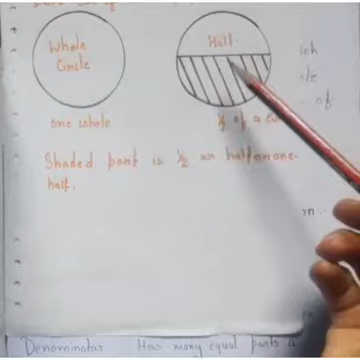 Whole
Circle
Half
one whole
½ of a
Shaded part is ½ or half or one
half.
of
Denominator How many equal parts